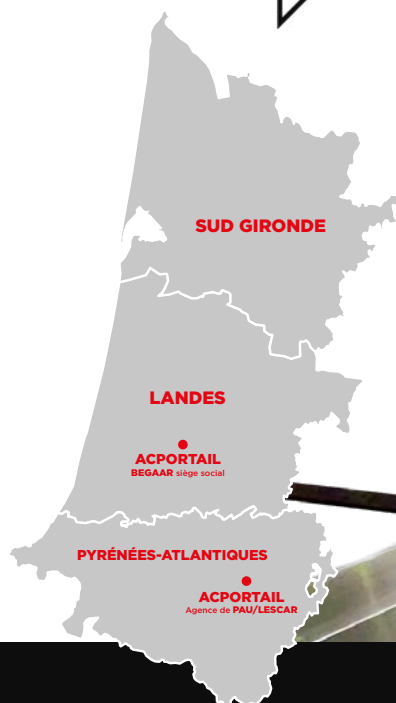 SUD GIRONDE
LANDES
ACPORTAIL
BEGAAR siège social
PYRÉNÉES-ATLANTIQUES
ACPORTAIL
Agence de PAU/LESCAR